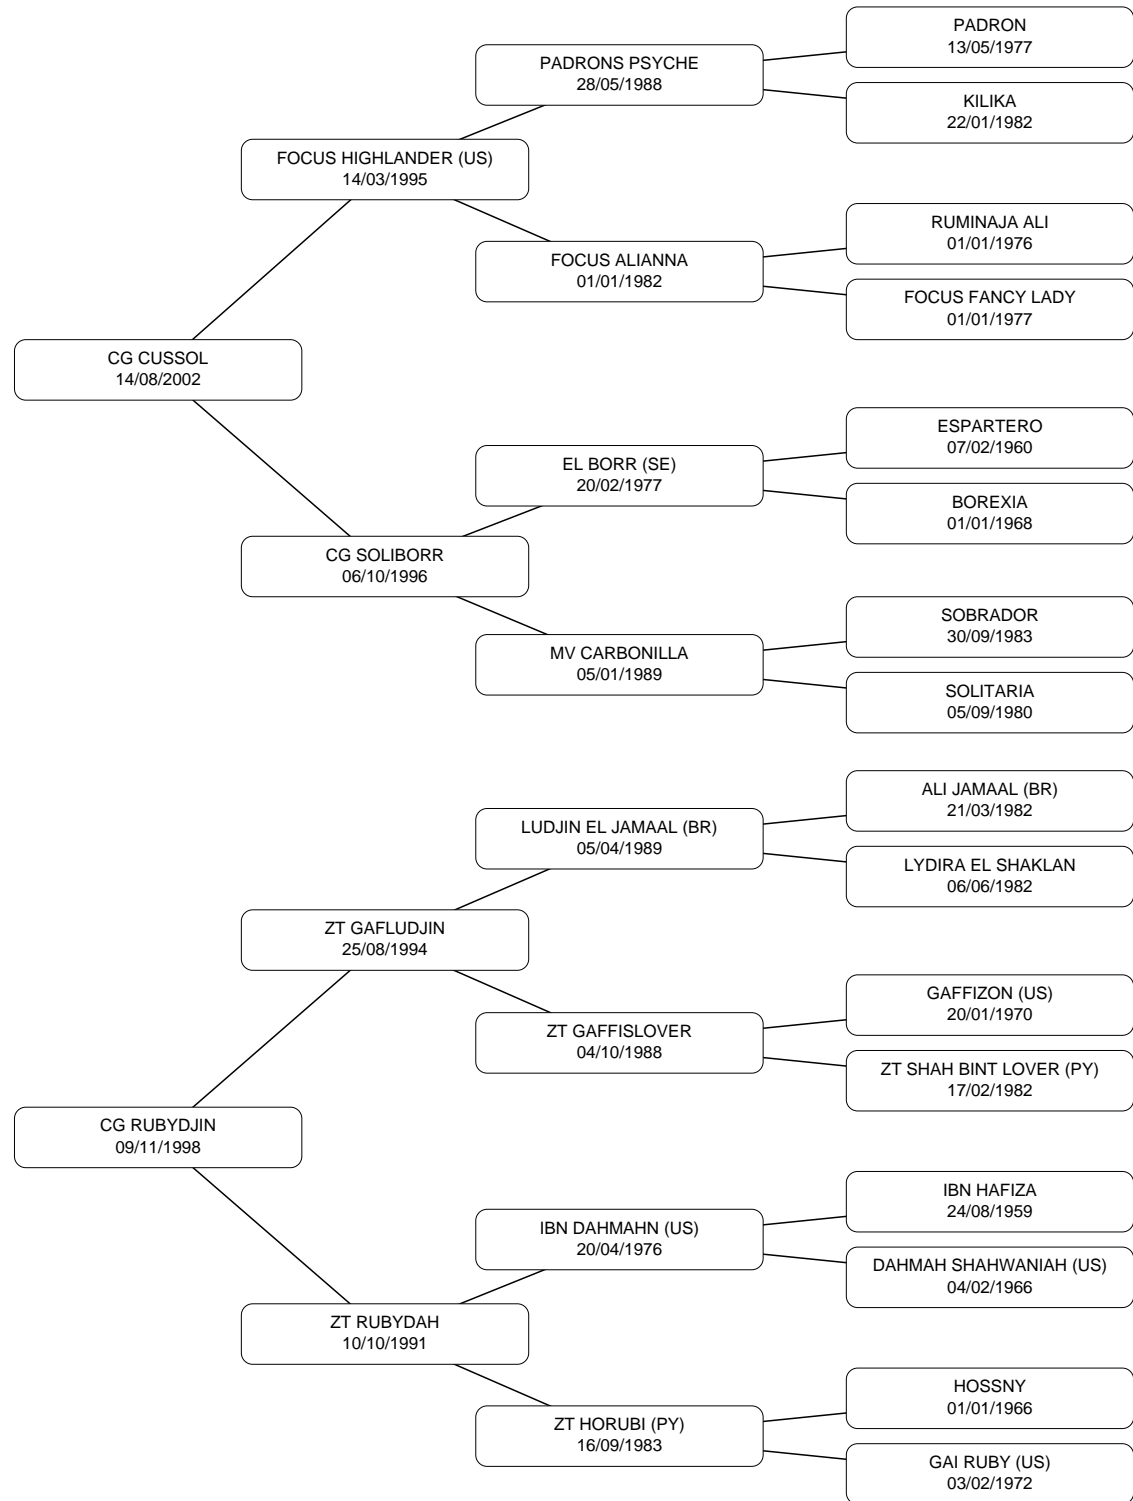 PADRON
13/05/1977
PADRONS PSYCHE
28/05/1988
KILIKA
22/01/1982
FOCUS HIGHLANDER (US)
14/03/1995
RUMINAJA ALI
01/01/1976
FOCUS ALIANNA
01/01/1982
FOCUS FANCY LADY
01/01/1977
CG CUSSOL
14/08/2002
ESPARTERO
07/02/1960
EL BORR (SE)
20/02/1977
BOREXIA
01/01/1968
CG SOLIBORR
06/10/1996
SOBRADOR
30/09/1983
MV CARBONILLA
05/01/1989
SOLITARIA
05/09/1980
ALI JAMAAL (BR)
21/03/1982
LUDJIN EL JAMAAL (BR)
05/04/1989
LYDIRA EL SHAKLAN
06/06/1982
ZT GAFLUDJIN
25/08/1994
GAFFIZON (US)
20/01/1970
ZT GAFFISLOVER
04/10/1988
ZT SHAH BINT LOVER (PY)
17/02/1982
CG RUBYDJIN
09/11/1998
IBN HAFIZA
24/08/1959
IBN DAHMAHN (US)
20/04/1976
DAHMAH SHAHWANIAH (US)
04/02/1966
ZT RUBYDAH
10/10/1991
HOSSNY
01/01/1966
ZT HORUBI (PY)
16/09/1983
GAI RUBY (US)
03/02/1972